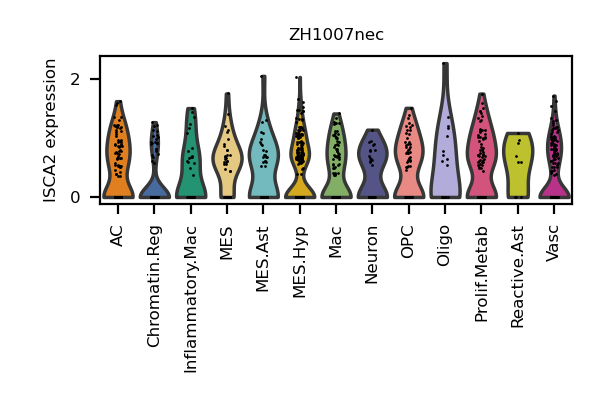 ZH1007nec
ISCA2 expression
2
0
AC
Chromatin.Reg
Inflammatory.Mac
MES
MES.Ast
MES.Hyp
Mac
Neuron
OPC
Oligo
Prolif.Metab
Reactive.Ast
Vasc